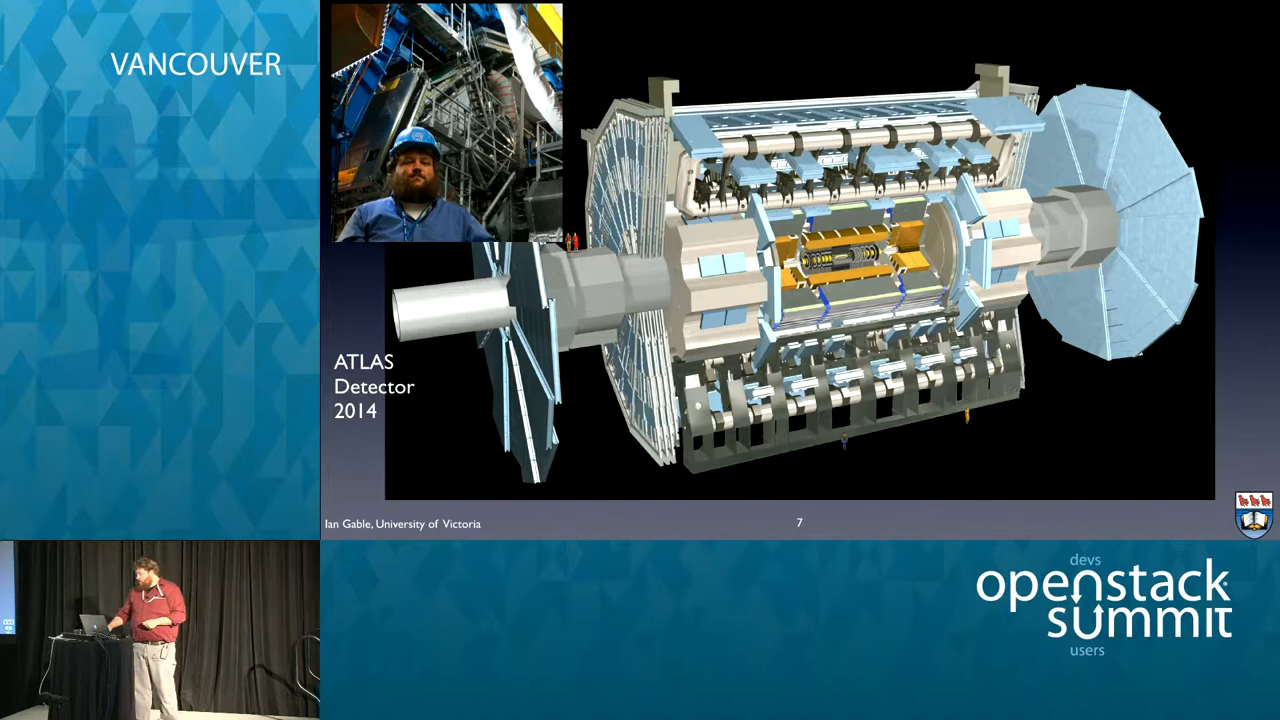 VANCOUVER
ATLAS
Detector
2014
Ian Gable, University of Victoria
7
devs
openstack
summit
users